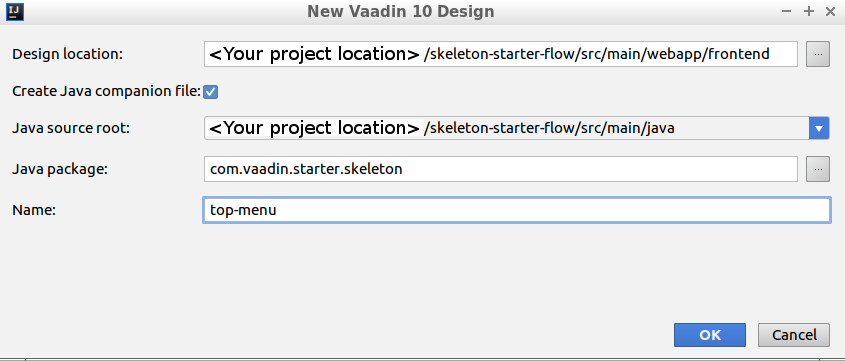 IJ
New Vaadin 10 Design
Design location: <Your project location> /skeleton-starter-flow/src/main/webapp/frontend ...
Create Java companion file:
Java source root: <Your project location> /skeleton-starter-flow/src/main/java
Java package: com.vaadin.starter.skeleton ...
Name: top-menu
OK Cancel